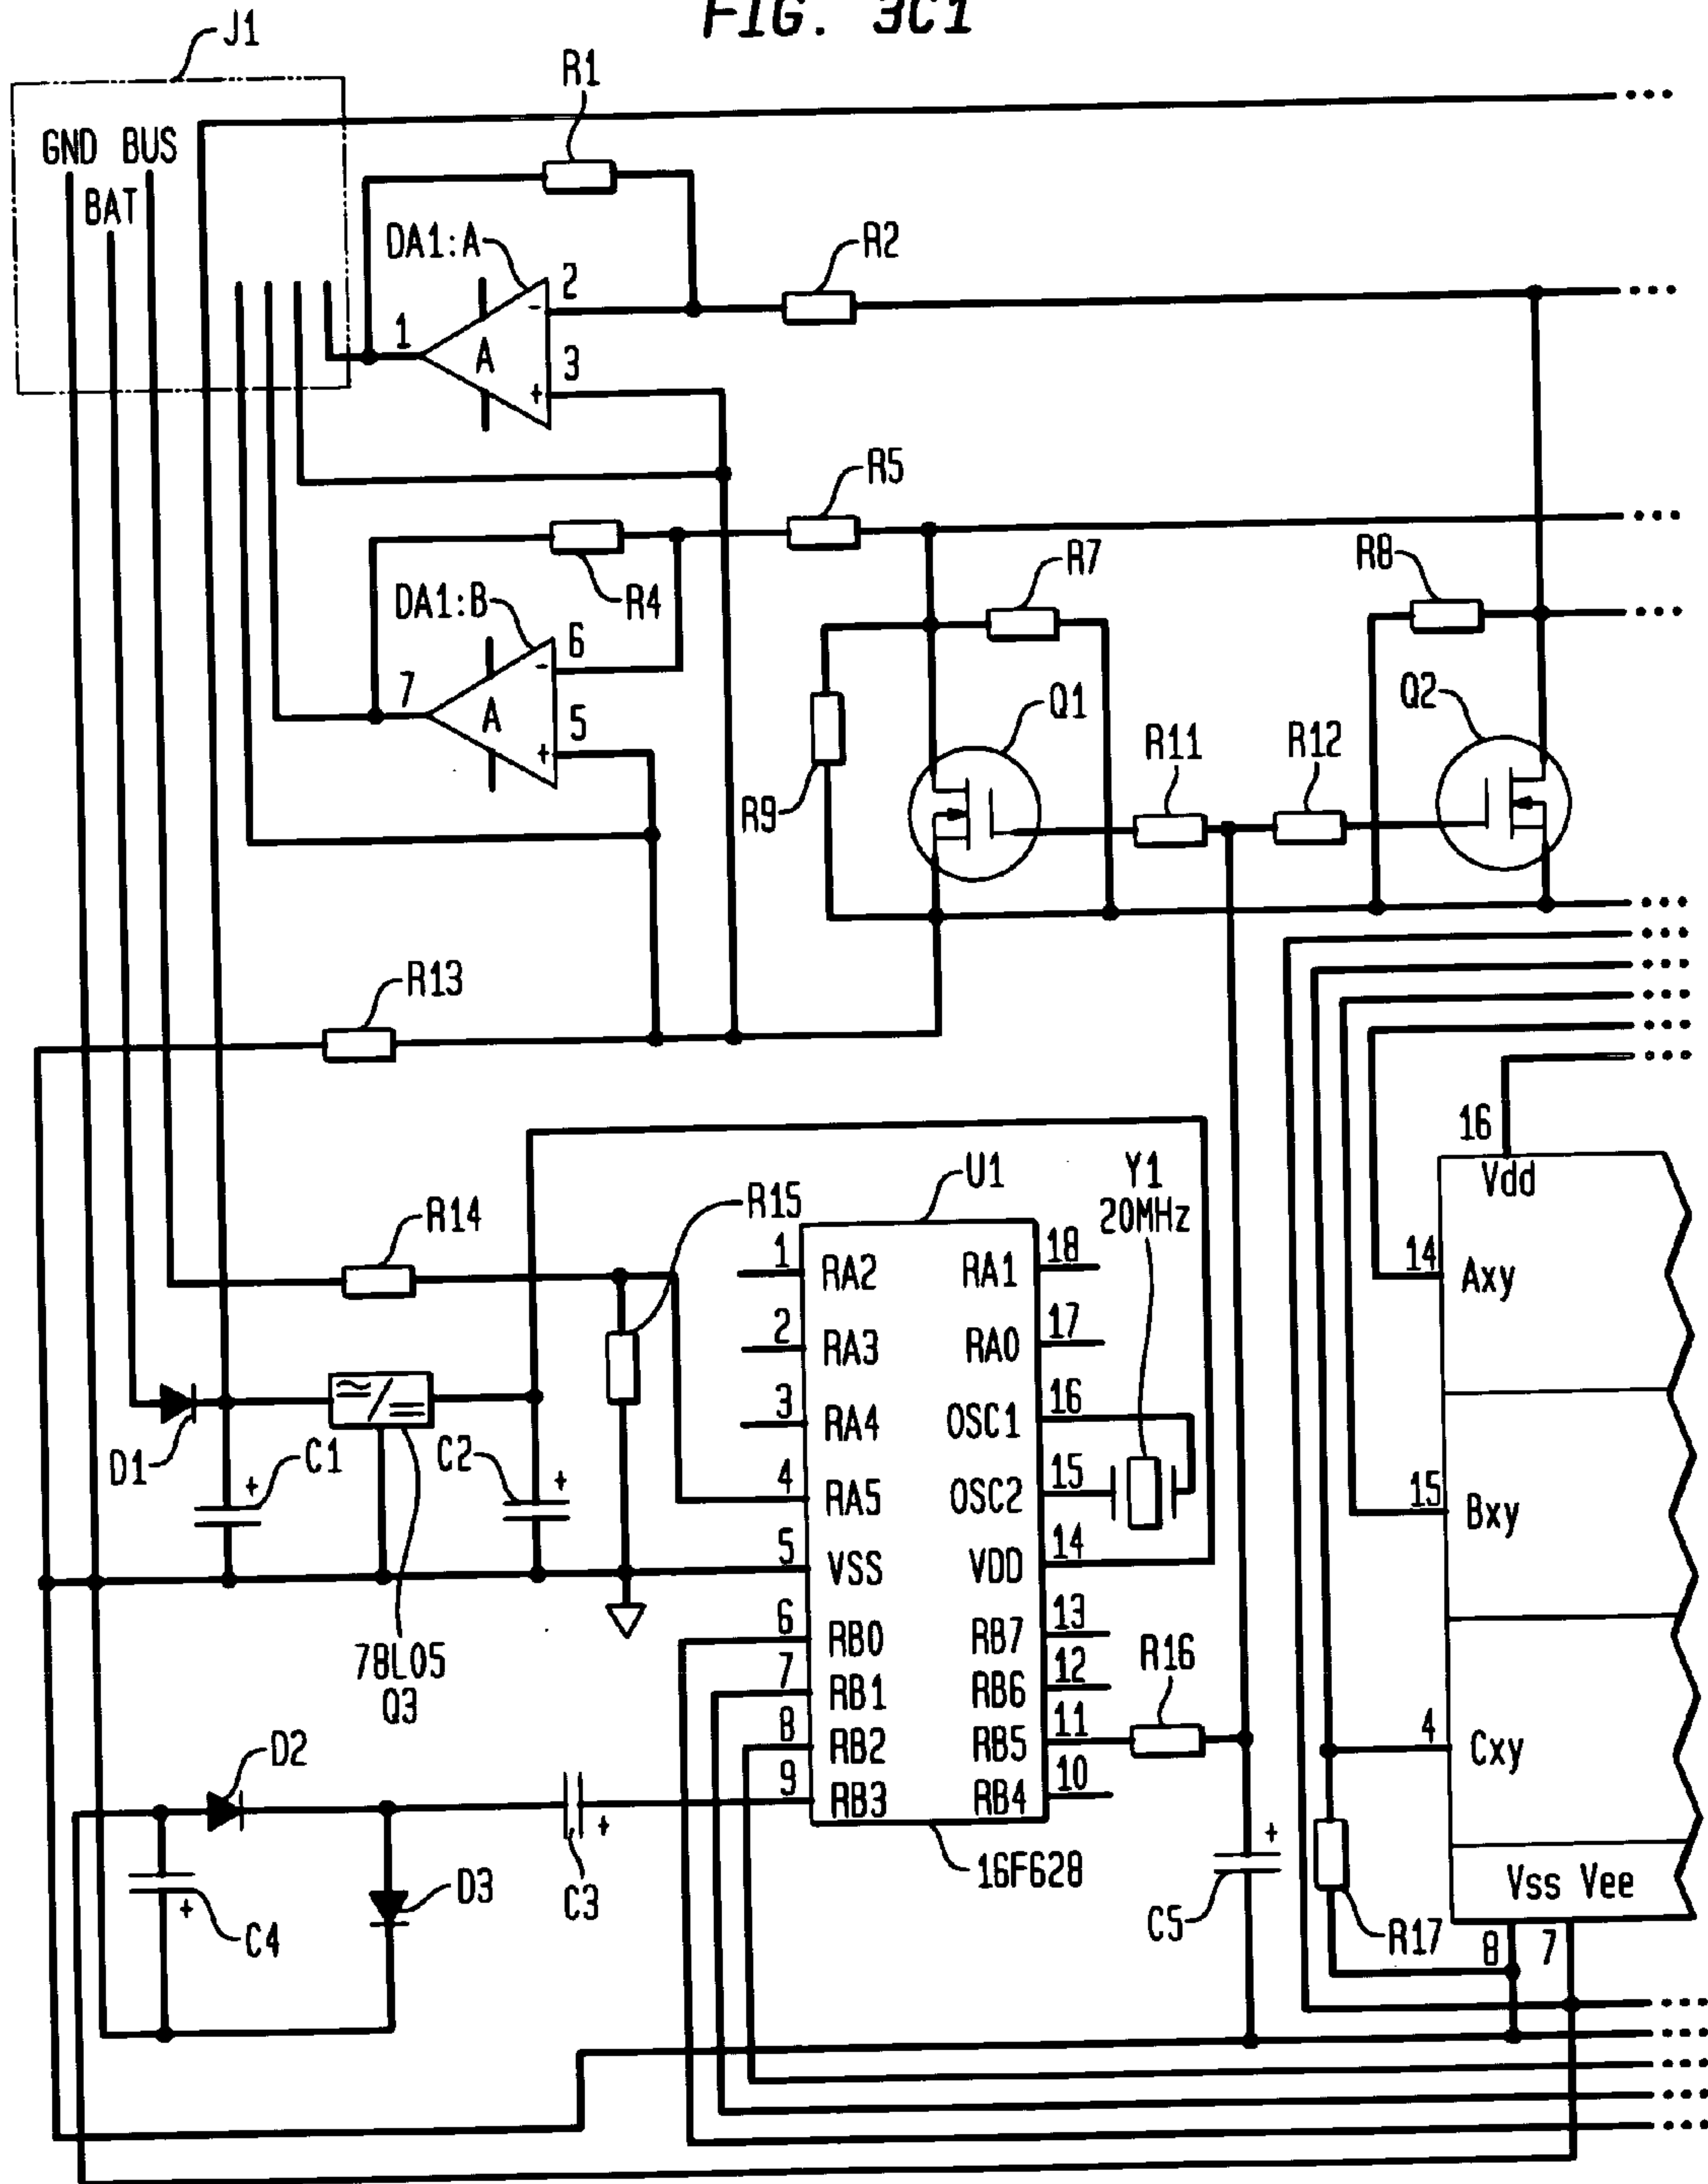 FIG. 3C1
J1
R1
GND BUS
BAT
DA1:A
R2
2
1
A
-
3
+
R5
R4
R7
R8
DA1:B
6
-
7
A
5
+
Q1
Q2
R9
R11
R12
R13
16
Vdd
U1
Y1
20MHz
R15
R14
1
RA2
RA1
18
14
Axy
2
RA3
RA0
17
3
RA4
OSC1
16
D1
C1
+
C2
+
4
RA5
OSC2
15
15
Bxy
5
VSS
VDD
14
6
RB0
RB7
13
78L05
Q3
7
RB1
RB6
12
R16
8
RB2
RB5
11
4
Cxy
D2
9
RB3
RB4
10
+
C3
16F628
+
D3
C5
Vss Vee
+
C4
R17
8
7